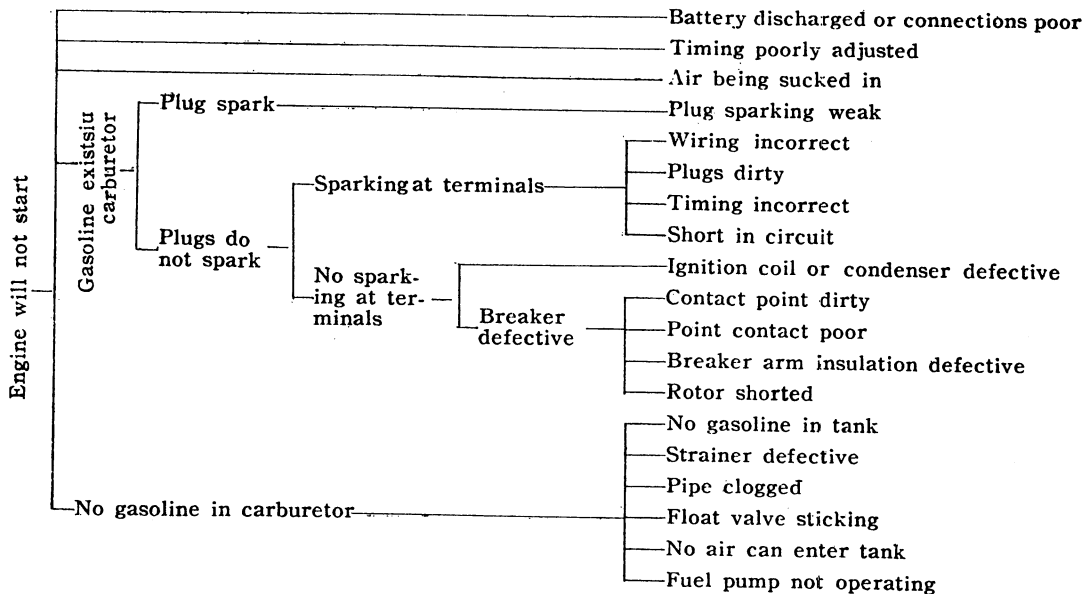 Engine will not start
Battery discharged or connections poor
Timing poorly adjusted
Air being sucked in
Gasoline existsiu
carburetor
Plug spark
Plug sparking weak
Plugs do
not spark
Sparking at terminals
Wiring incorrect
Plugs dirty
Timing incorrect
Short in circuit
No spark-
ing at ter-
minals
Ignition coil or condenser defective
Breaker
defective
Contact point dirty
Point contact poor
Breaker arm insulation defective
Rotor shorted
No gasoline in carburetor
No gasoline in tank
Strainer defective
Pipe clogged
Float valve sticking
No air can enter tank
Fuel pump not operating